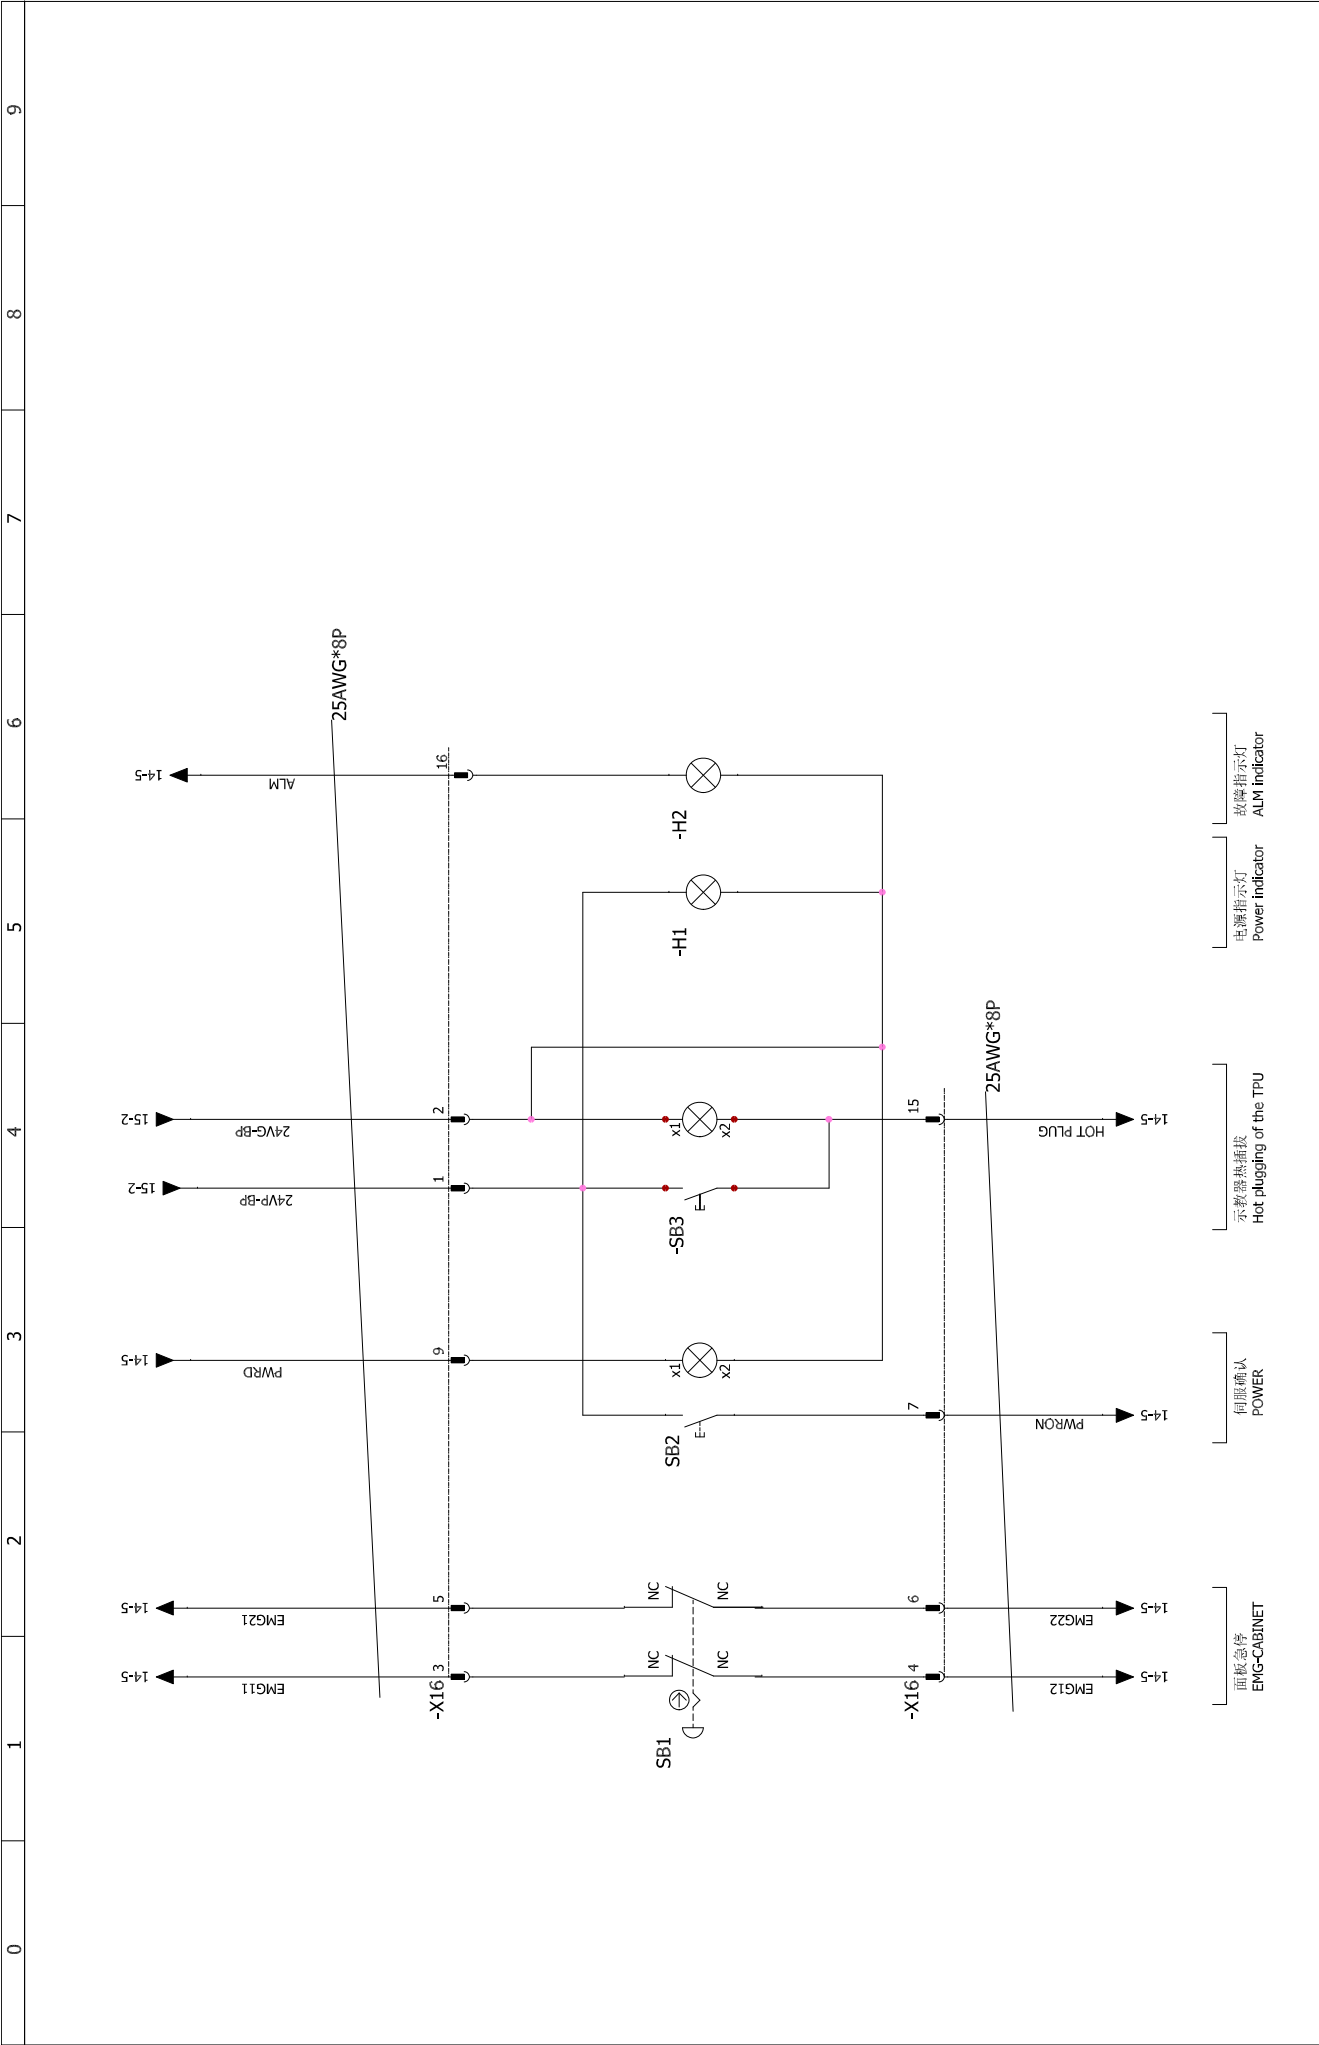 0
1
2
3
4
5
6
7
8
9
14-5
14-5
14-5
15-2
15-2
14-5
EMG11
EMG21
PWRD
24VP-BP
24VG-BP
ALM
25AWG*8P
-X16
3
5
9
1
2
16
SB1
NC
NC
NC
NC
SB2
x1
x2
-SB3
x1
x2
-H1
-H2
-X16
4
6
7
15
25AWG*8P
EMG12
EMG22
PWRON
HOT PLUG
14-5
14-5
14-5
14-5
面板急停
EMG-CABINET
伺服确认
POWER
示教器热插拔
Hot plugging of the TPU
电源指示灯
Power indicator
故障指示灯
ALM indicator